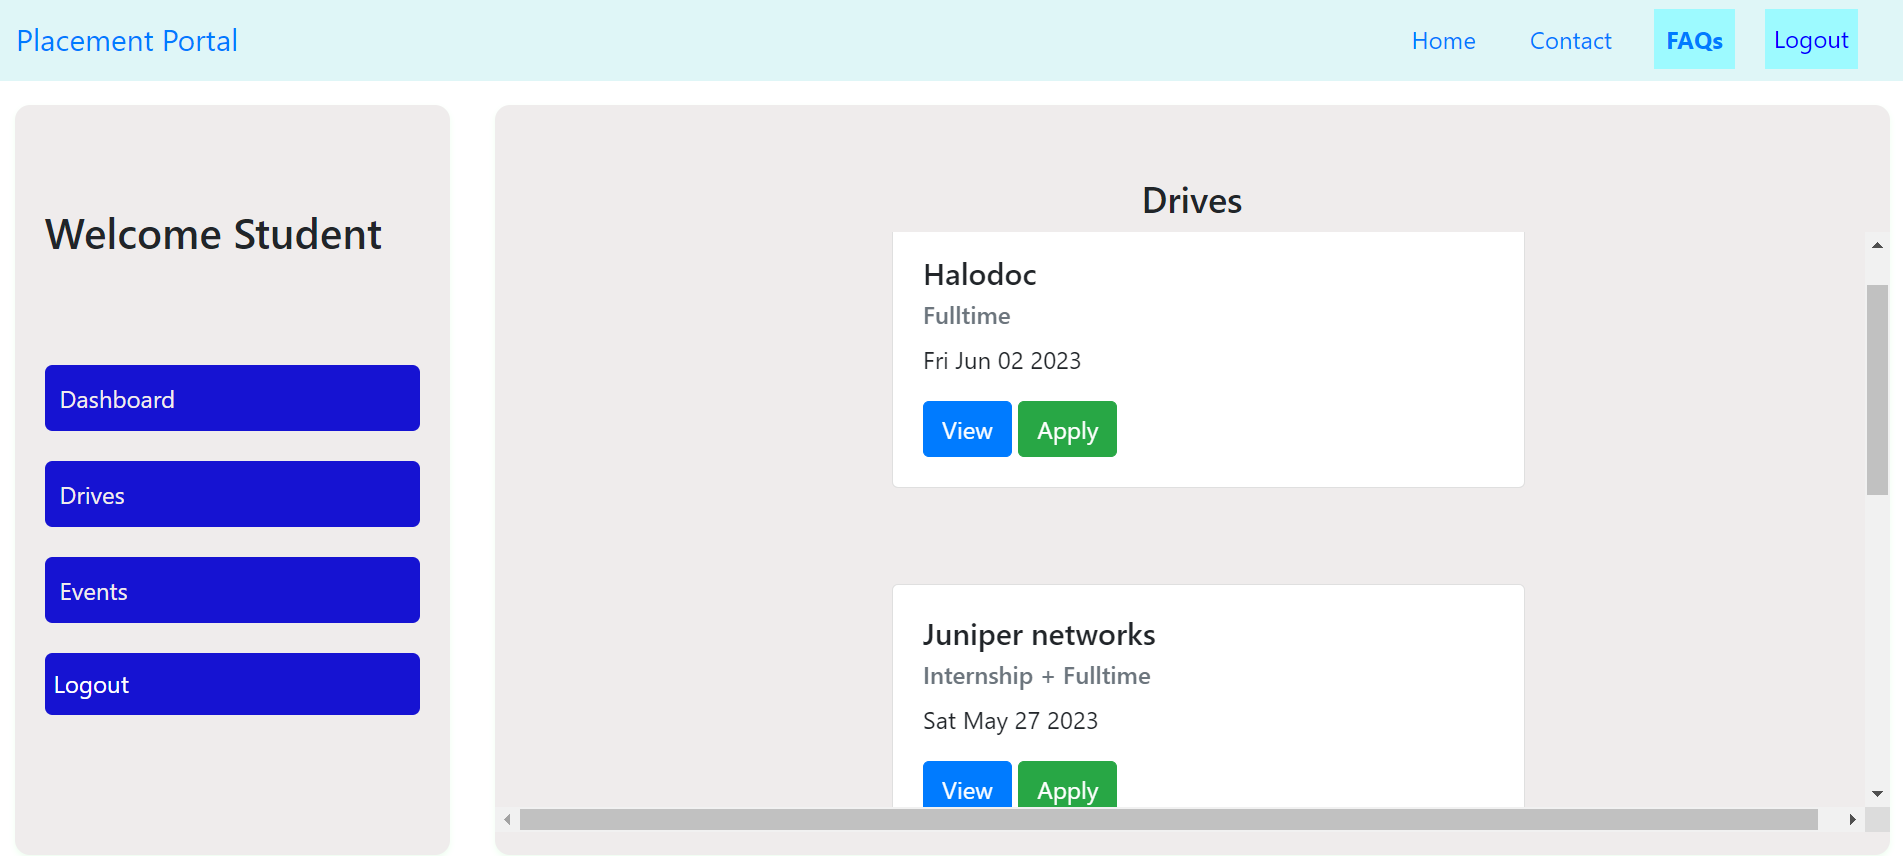 Placement Portal
Home Contact FAQs Logout
Welcome Student
Dashboard
Drives
Events
Logout
Drives
Halodoc
Fulltime
Fri Jun 02 2023
View Apply
Juniper networks
Internship + Fulltime
Sat May 27 2023
View Apply